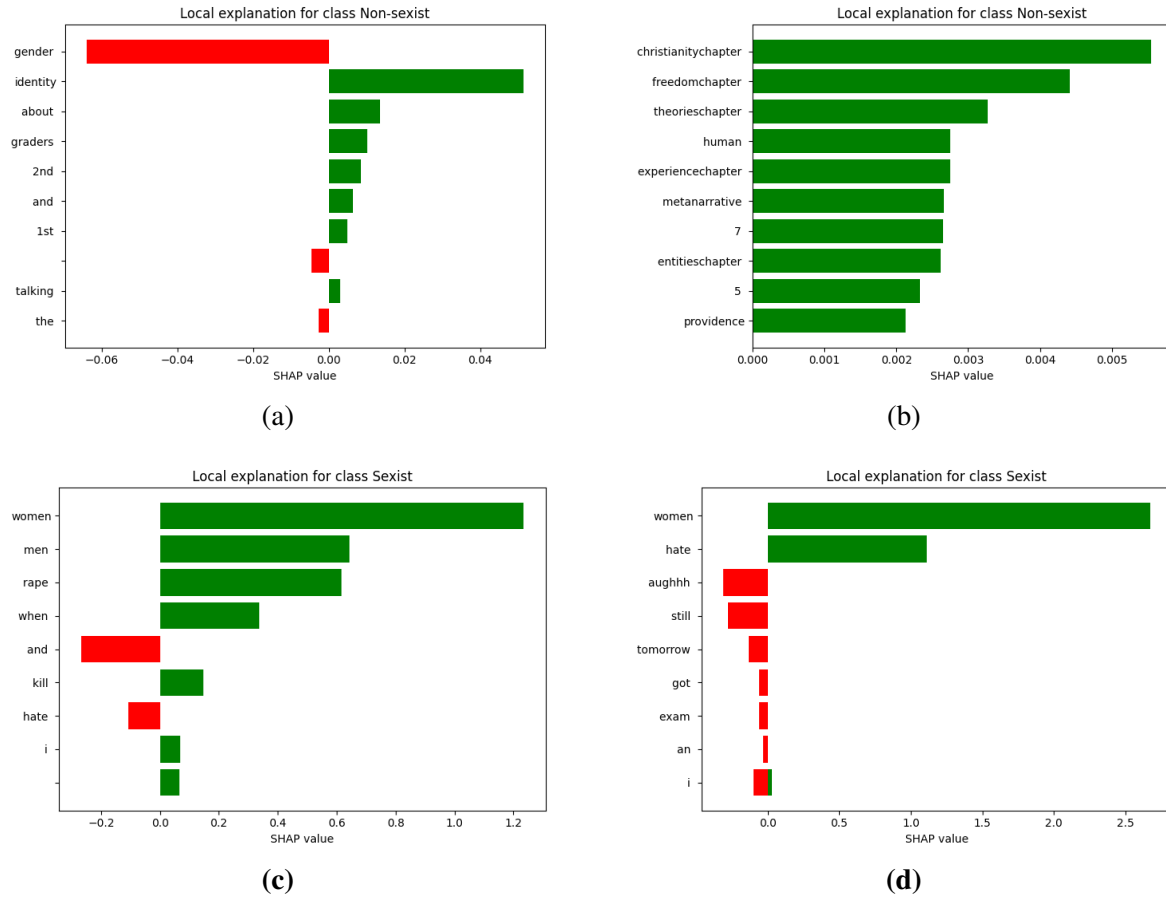 Local explanation for class Non-sexist
gender
identity
about
graders
2nd
and
1st
talking
the
−0.06 −0.04 −0.02 0.00 0.02 0.04
SHAP value
(a)
Local explanation for class Non-sexist
christianitychapter
freedomchapter
theorieschapter
human
experiencechapter
metanarrative
7
entitieschapter
5
providence
0.000 0.001 0.002 0.003 0.004 0.005
SHAP value
(b)
Local explanation for class Sexist
women
men
rape
when
and
kill
hate
i
−0.2 0.0 0.2 0.4 0.6 0.8 1.0 1.2
SHAP value
(c)
Local explanation for class Sexist
women
hate
aughhh
still
tomorrow
got
exam
an
i
0.0 0.5 1.0 1.5 2.0 2.5
SHAP value
(d)